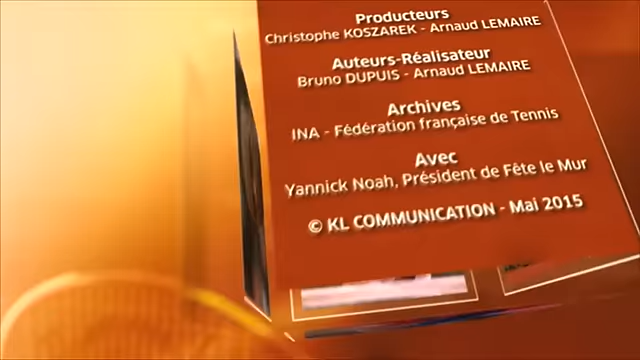 Producteurs
Christophe KOSZAREK - Arnaud LEMAIRE
Auteurs-Réalisateur
Bruno DUPUIS - Arnaud LEMAIRE
Archives
INA - Fédération française de Tennis
Avec
Yannick Noah, Président de Fête le Mur
© KL COMMUNICATION - Mai 2015